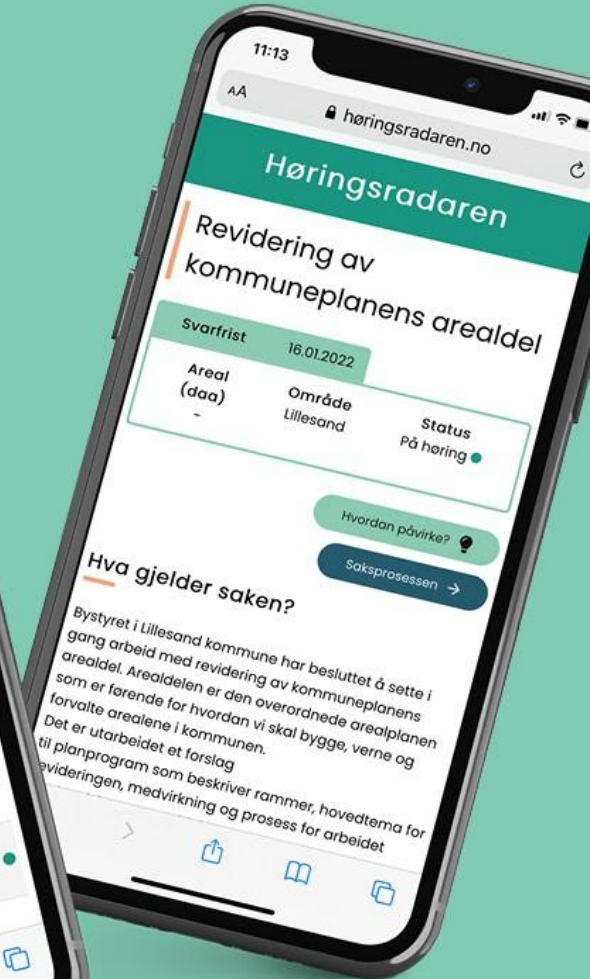 11:13
AA
høringsradaren.no
Høringsradaren
Revidering av
kommuneplanens arealdel
Svarfrist 16.01.2022
Areal
(daa)
-
Område
Lillesand
Status
På høring
Hvordan påvirke?
Saksprosessen →
Hva gjelder saken?
Bystyret i Lillesand kommune har besluttet å sette i
gang arbeid med revidering av kommuneplanens
arealdel. Arealdelen er den overordnede arealplanen
som er førende for hvordan vi skal bygge, verne og
forvalte arealene i kommunen.
Det er utarbeidet et forslag
til planprogram som beskriver rammer, hovedtema for
evideringen, medvirkning og prosess for arbeidet